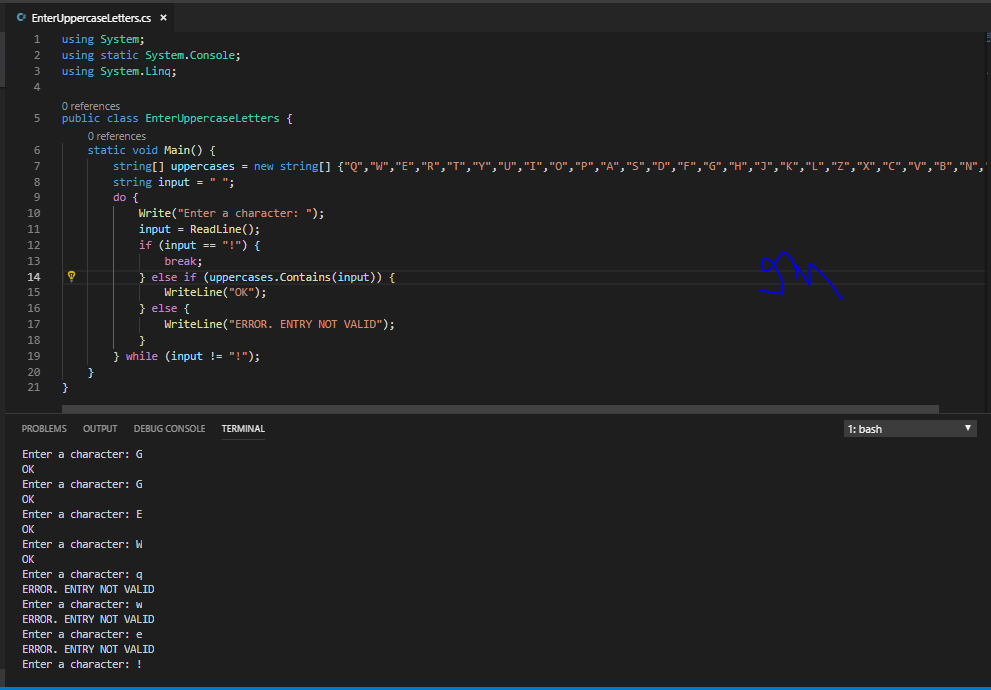 EnterUppercaseLetters.cs ×
1 using System;
2 using static System.Console;
3 using System.Linq;
4
0 references
5 public class EnterUppercaseLetters {
0 references
6 static void Main() {
7 string[] uppercases = new string[] {"Q","W","E","R","T","Y","U","I","O","P","A","S","D","F","G","H","J","K","L","Z","X","C","V","B","N",
8 string input = " ";
9 do {
10 Write("Enter a character: ");
11 input = ReadLine();
12 if (input == "!") {
13 break;
14 } else if (uppercases.Contains(input)) {
15 WriteLine("OK");
16 } else {
17 WriteLine("ERROR. ENTRY NOT VALID");
18 }
19 } while (input != "!");
20 }
21 }
PROBLEMS OUTPUT DEBUG CONSOLE TERMINAL 1: bash
Enter a character: G
OK
Enter a character: G
OK
Enter a character: E
OK
Enter a character: W
OK
Enter a character: q
ERROR. ENTRY NOT VALID
Enter a character: w
ERROR. ENTRY NOT VALID
Enter a character: e
ERROR. ENTRY NOT VALID
Enter a character: !